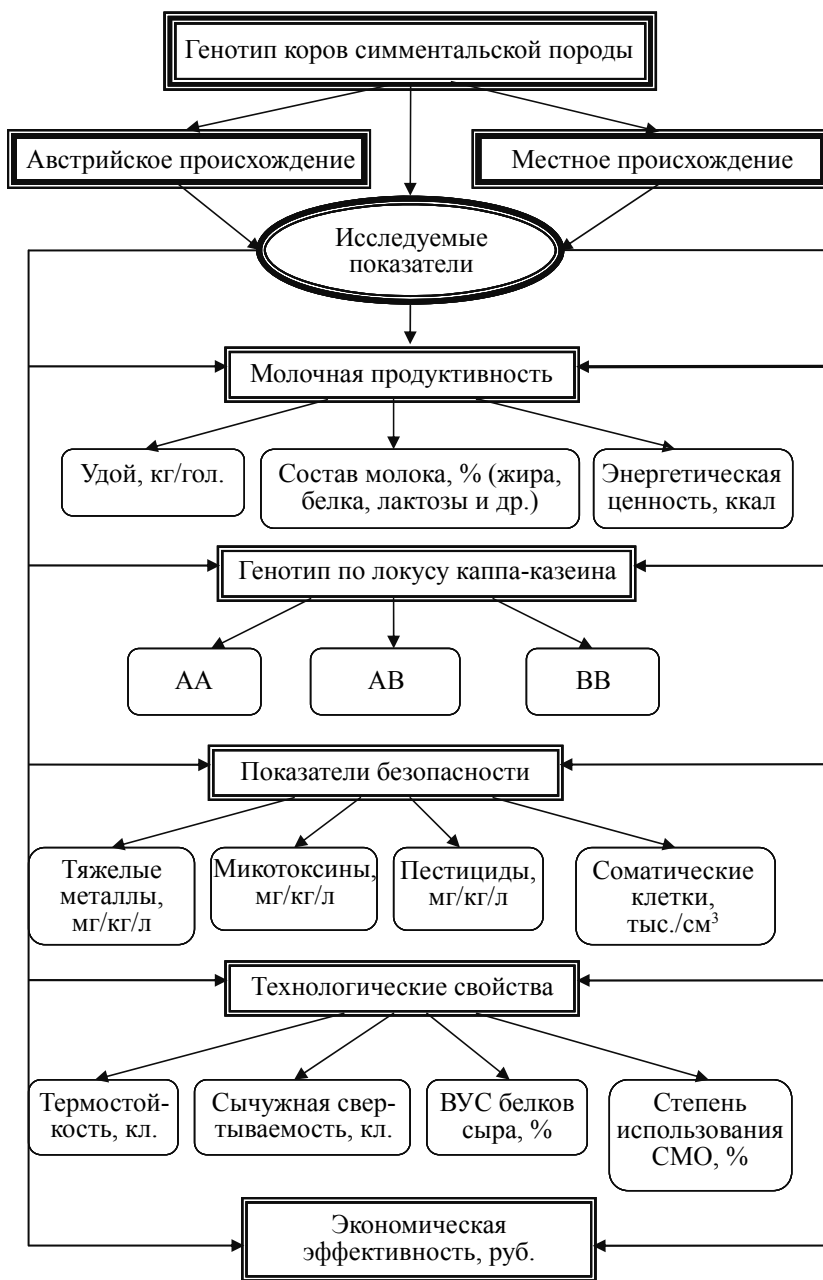 Генотип коров симментальской породы
Австрийское происхождение
Местное происхождение
Исследуемые
показатели
Молочная продуктивность
Удой, кг/гол.
Состав молока, % (жира,
белка, лактозы и др.)
Энергетическая
ценность, ккал
Генотип по локусу каппа-казеина
АА
АВ
ВВ
Показатели безопасности
Тяжелые
металлы,
мг/кг/л
Микотоксины,
мг/кг/л
Пестициды,
мг/кг/л
Соматические
клетки,
тыс./см³
Технологические свойства
Термостой-
кость, кл.
Сычужная свер-
тываемость, кл.
ВУС белков
сыра, %
Степень
использования
СМО, %
Экономическая
эффективность, руб.